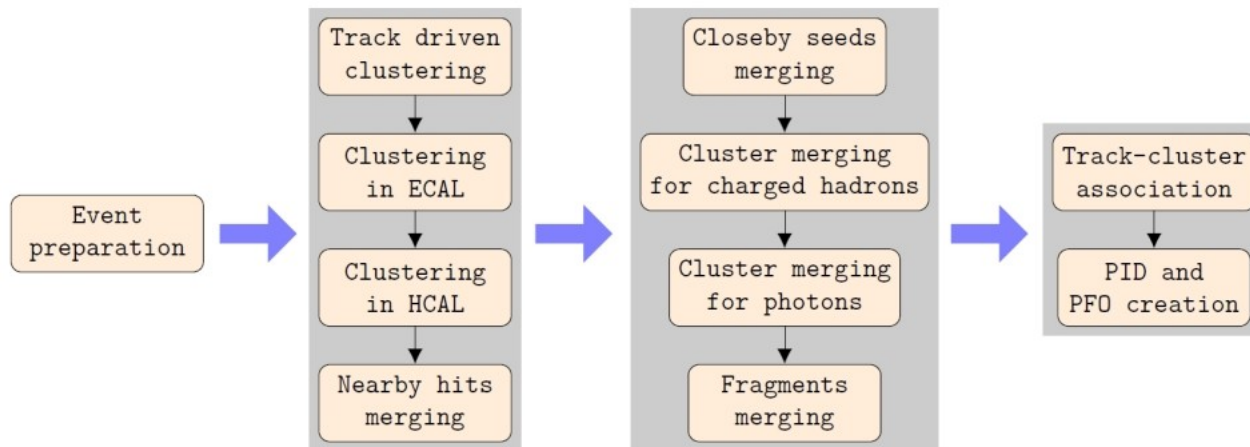 Event
preparation
Track driven
clustering
Clustering
in ECAL
Clustering
in HCAL
Nearby hits
merging
Closeby seeds
merging
Cluster merging
for charged hadrons
Cluster merging
for photons
Fragments
merging
Track-cluster
association
PID and
PFO creation